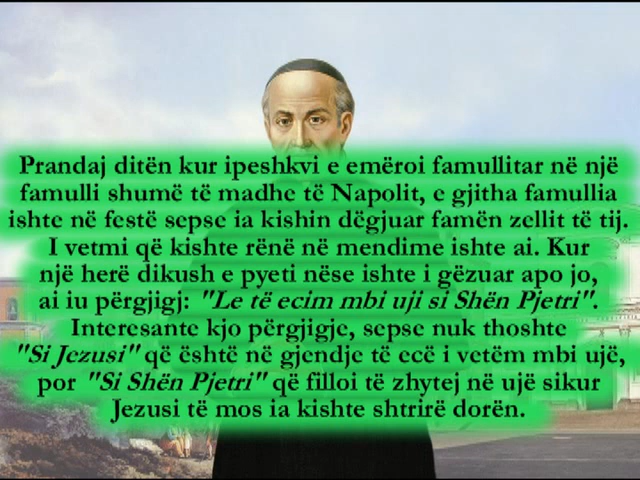 Prandaj ditën kur ipeshkvi e emëroi famullitar në një
famulli shumë të madhe të Napolit, e gjitha famullia
ishte në festë sepse ia kishin dëgjuar famën zellit të tij.
I vetmi që kishte rënë në mendime ishte ai. Kur
një herë dikush e pyeti nëse ishte i gëzuar apo jo,
ai iu përgjigj: "Le të ecim mbi uji si Shën Pjetri".
Interesante kjo përgjigje, sepse nuk thoshte
"Si Jezusi" që është në gjendje të ecë i vetëm mbi ujë,
por "Si Shën Pjetri" që filloi të zhytej në ujë sikur
Jezusi të mos ia kishte shtrirë dorën.